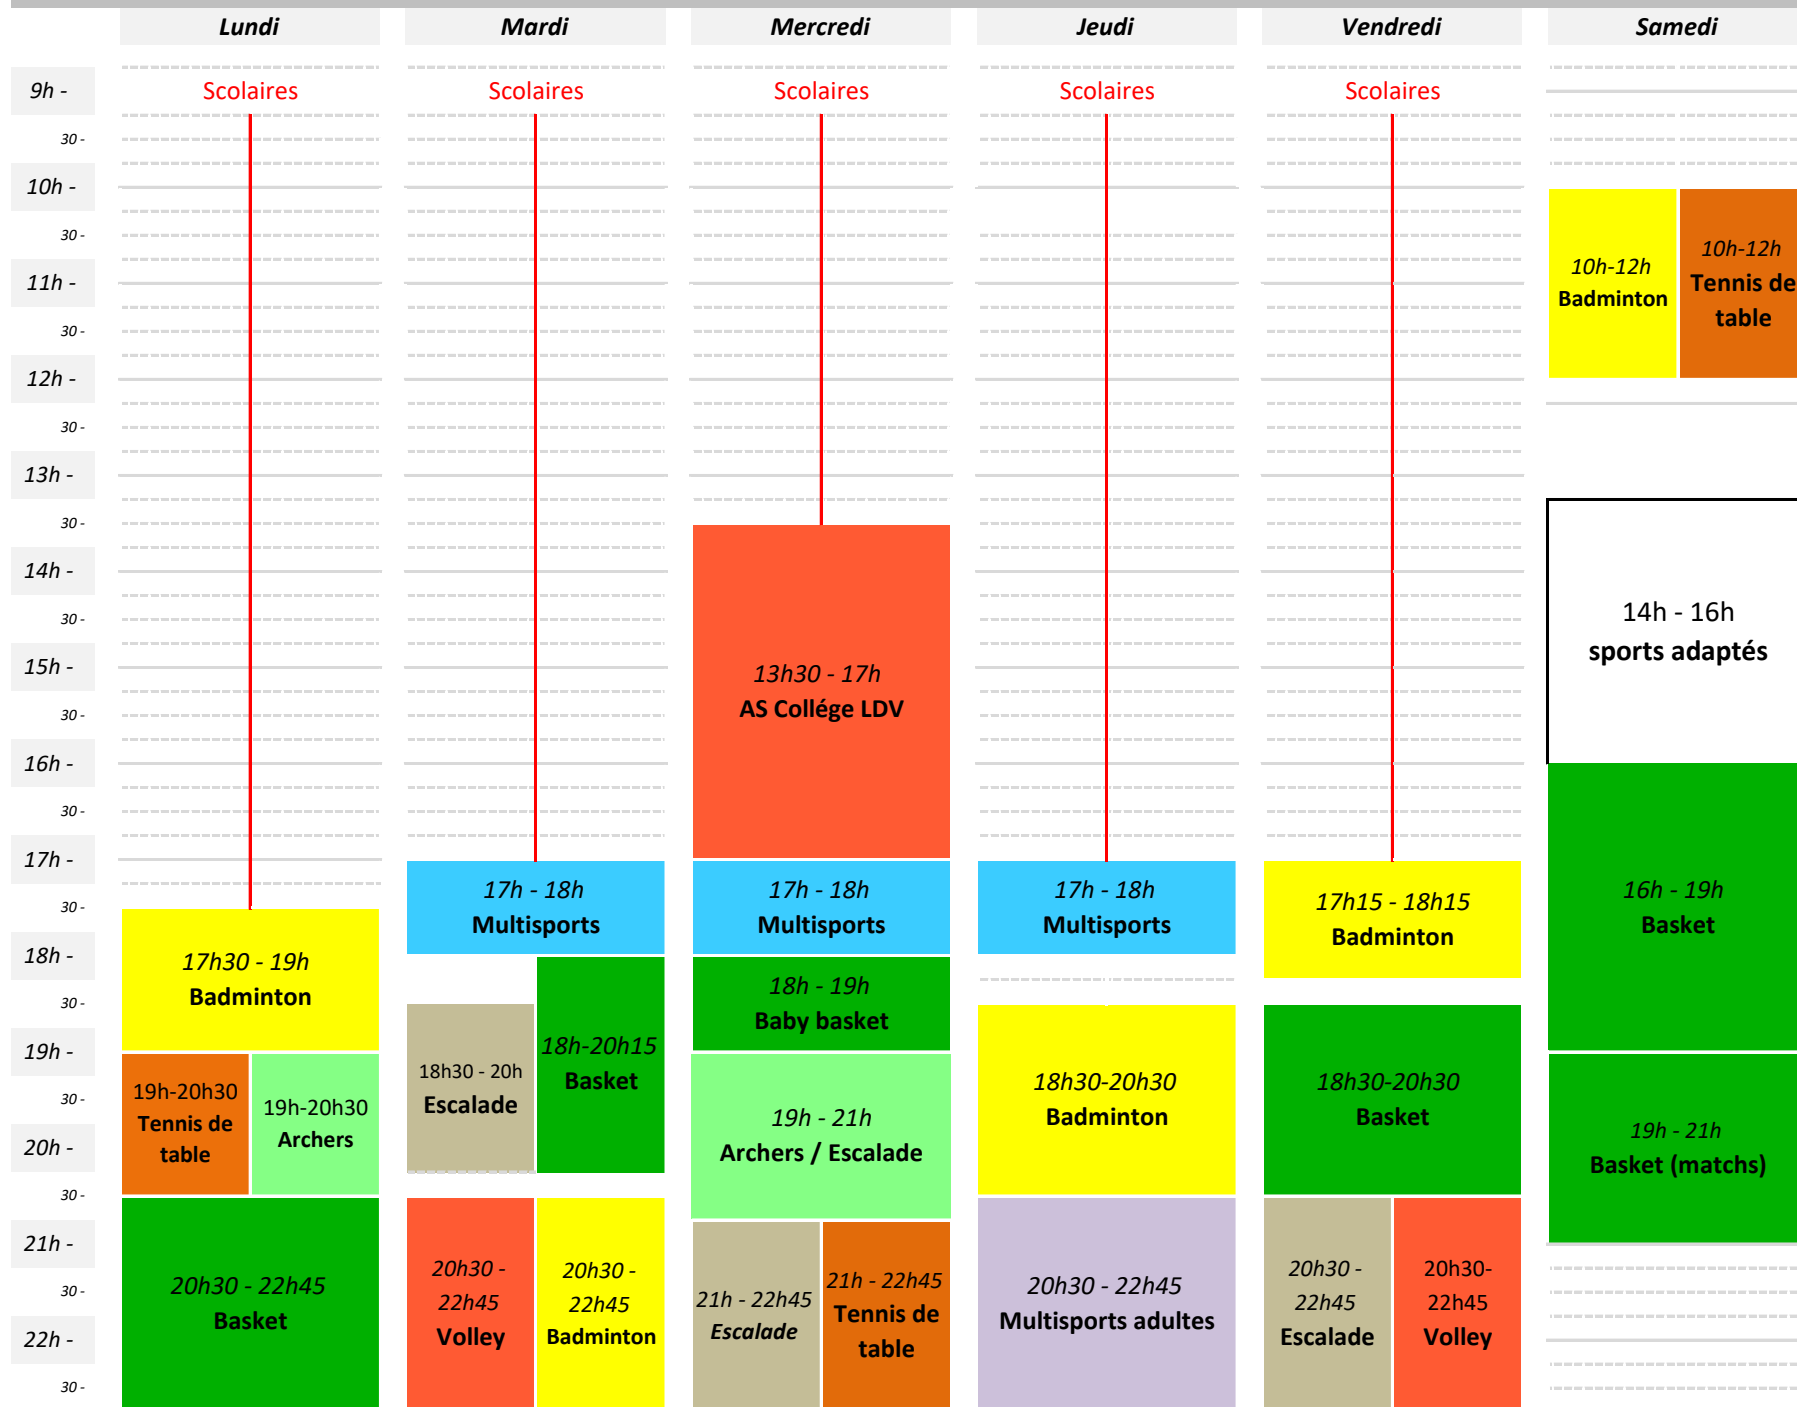 Lundi
Mardi
Mercredi
Jeudi
Vendredi
Samedi
9h -
Scolaires
Scolaires
Scolaires
Scolaires
Scolaires
30 -
10h -
30 -
11h -
30 -
12h -
30 -
13h -
30 -
14h -
30 -
15h -
30 -
16h -
30 -
17h -
30 -
18h -
30 -
19h -
30 -
20h -
30 -
21h -
30 -
22h -
30 -
17h30 - 19h
Badminton
19h-20h30
Tennis de
table
19h-20h30
Archers
20h30 - 22h45
Basket
17h - 18h
Multisports
18h30 - 20h
Escalade
18h-20h15
Basket
20h30 -
22h45
Volley
20h30 -
22h45
Badminton
13h30 - 17h
AS Collége LDV
17h - 18h
Multisports
18h - 19h
Baby basket
19h - 21h
Archers / Escalade
21h - 22h45
Escalade
21h - 22h45
Tennis de
table
17h - 18h
Multisports
18h30-20h30
Badminton
20h30 - 22h45
Multisports adultes
17h15 - 18h15
Badminton
18h30-20h30
Basket
20h30 -
22h45
Escalade
20h30-
22h45
Volley
10h-12h
Badminton
10h-12h
Tennis de
table
14h - 16h
sports adaptés
16h - 19h
Basket
19h - 21h
Basket (matchs)